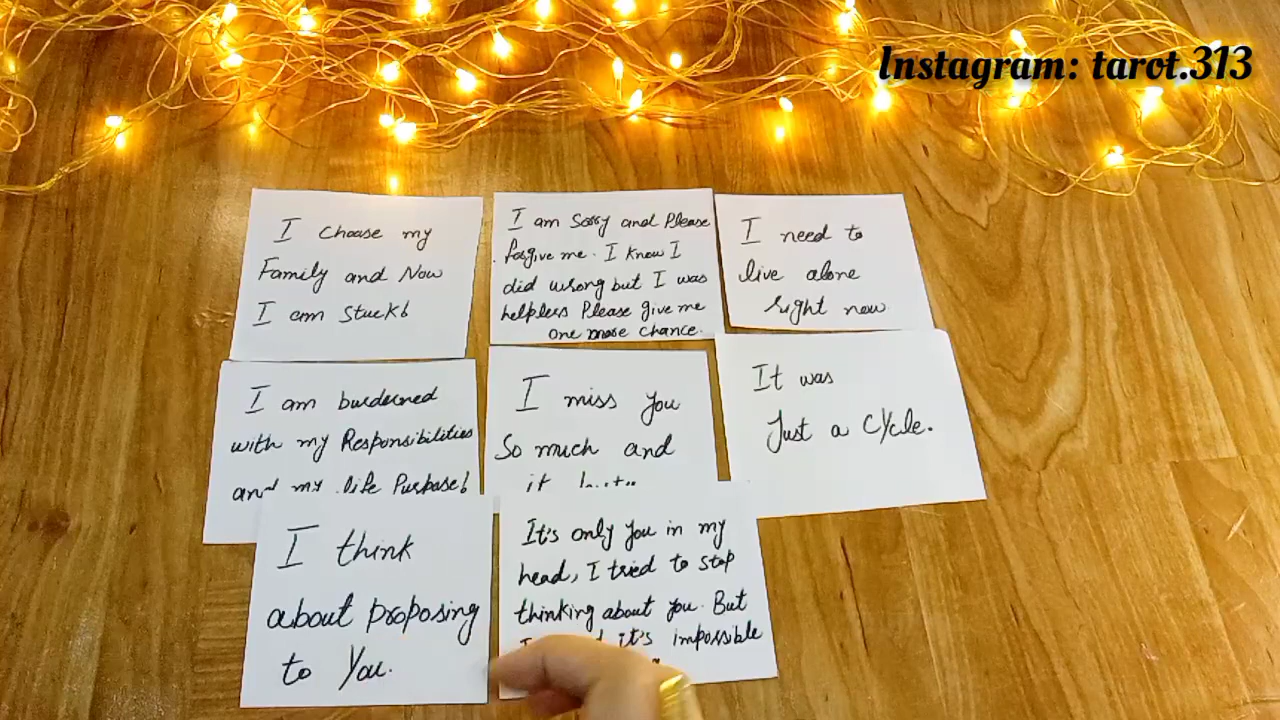 Instagram: tarot.313
I choose my
Family and Now
I am stuck!
I am Sorry and Please
forgive me. I know I
did wrong but I was
helpless Please give me
one more chance.
I need to
live alone
right now.
I am burdened
with my Responsibilities
and my life Purpose!
I miss you
So much and
it
It was
Just a Cycle.
I think
about proposing
to You.
It's only you in my
head, I tried to stop
thinking about you. But
I it's impossible